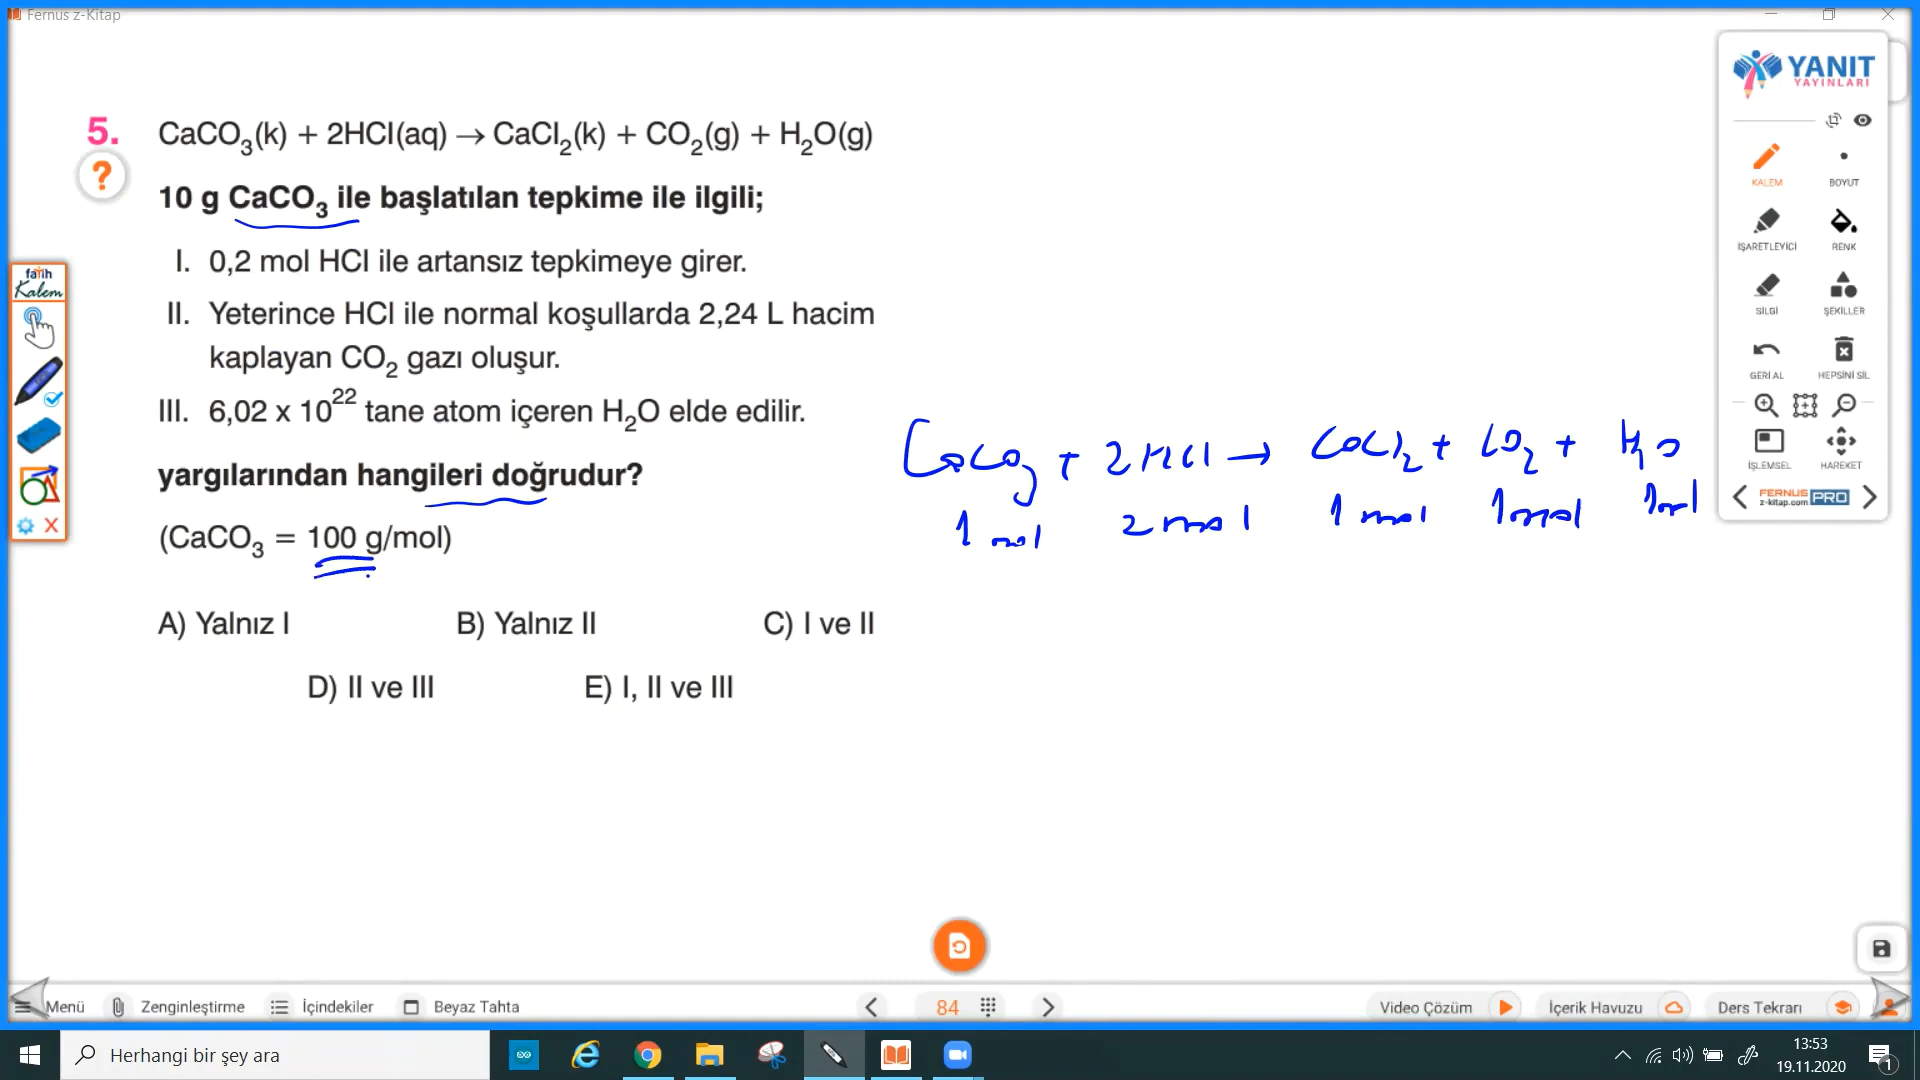 Fernus z-Kitap
5. CaCO3(k) + 2HCl(aq) → CaCl2(k) + CO2(g) + H2O(g)
?
10 g CaCO3 ile başlatılan tepkime ile ilgili;
I. 0,2 mol HCl ile artansız tepkimeye girer.
II. Yeterince HCl ile normal koşullarda 2,24 L hacim
kaplayan CO2 gazı oluşur.
III. 6,02 x 10^22 tane atom içeren H2O elde edilir.
yargılarından hangileri doğrudur?
(CaCO3 = 100 g/mol)
A) Yalnız I B) Yalnız II C) I ve II
D) II ve III E) I, II ve III
CaCO3 + 2HCl → CaCl2 + CO2 + H2O
1 mol 2 mol 1 mol 1 mol 1 mol
fatih
Kalem
YANIT
YAYINLARI
KALEM BOYUT
İŞARETLEYİCİ RENK
SİLGİ ŞEKİLLER
GERİ AL HEPSİNİ SİL
İŞLEMSEL HAREKET
FERNUS PRO
z-kitap.com
Menü Zenginleştirme İçindekiler Beyaz Tahta 84 Video Çözüm İçerik Havuzu Ders Tekrarı
Herhangi bir şey ara
13:53
19.11.2020
1